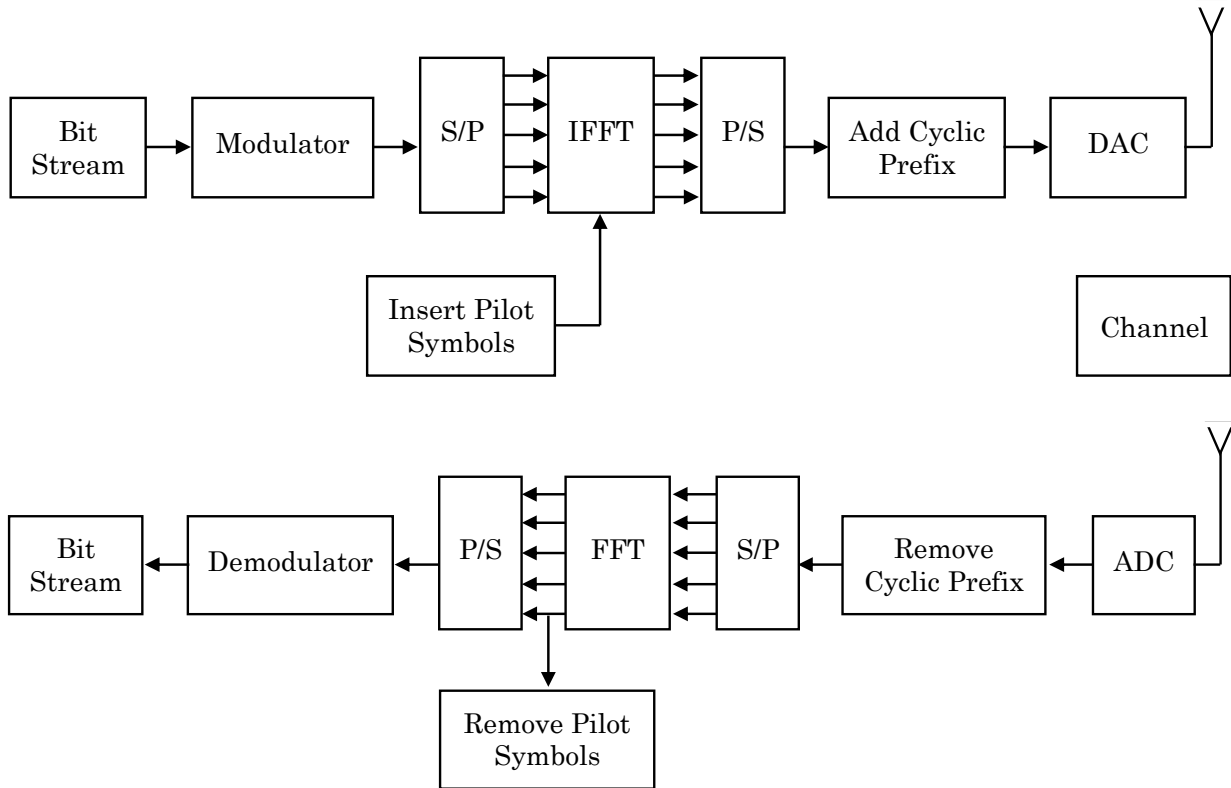 Bit
Stream
Modulator
S/P
IFFT
P/S
Add Cyclic
Prefix
DAC
Insert Pilot
Symbols
Channel
Bit
Stream
Demodulator
P/S
FFT
S/P
Remove
Cyclic Prefix
ADC
Remove Pilot
Symbols